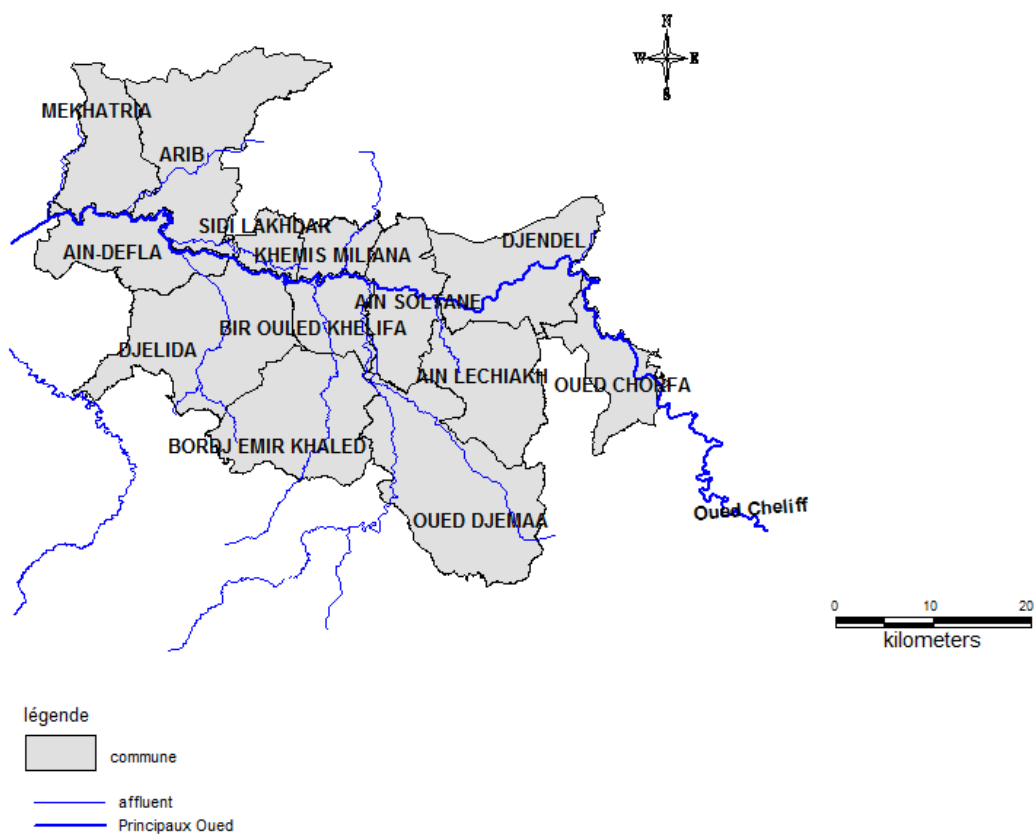 N
W E
S
MEKHATRIA
ARIB
SIDI LAKHDAR
DJENDEL
AIN-DEFLA
KHEMIS MILIANA
AIN SOLTANE
BIR OULED KHELIFA
DJELIDA
AIN LECHIAKH
OUED CHORFA
BORDJ EMIR KHALED
OUED DJEMAA
Oued Cheliff
0 10 20
kilometers
légende
commune
affluent
Principaux Oued